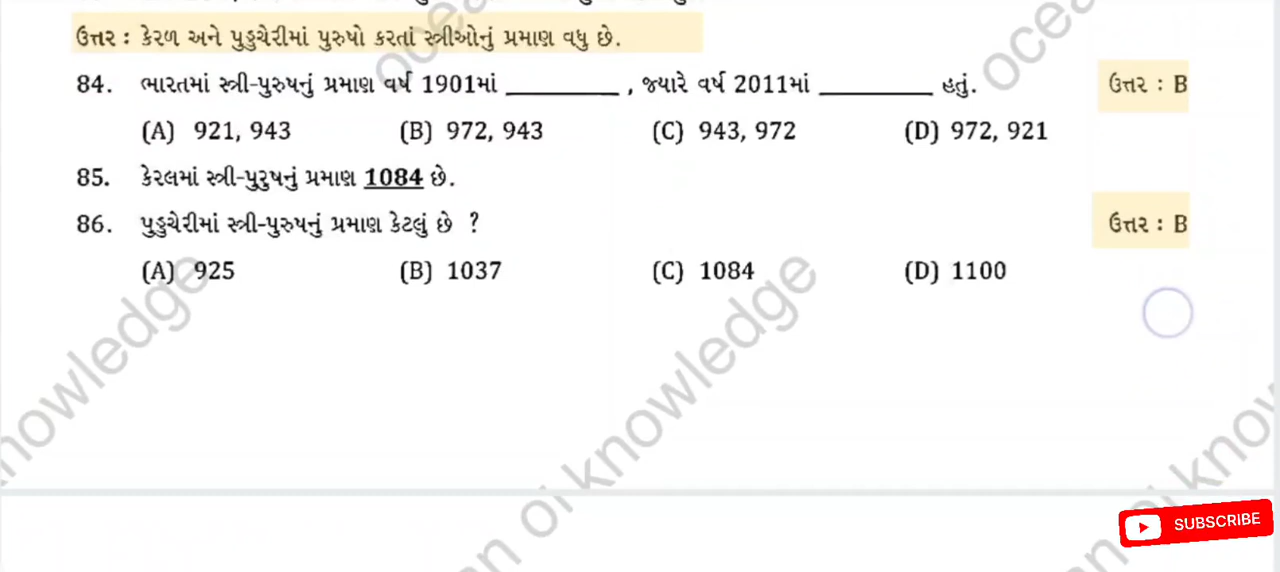 ઉત્તર : કેરળ અને પુડુચેરીમાં પુરુષો કરતાં સ્ત્રીઓનું પ્રમાણ વધુ છે.
84. ભારતમાં સ્ત્રી-પુરુષનું પ્રમાણ વર્ષ 1901માં ________ , જ્યારે વર્ષ 2011માં ________ હતું. ઉત્તર : B
(A) 921, 943 (B) 972, 943 (C) 943, 972 (D) 972, 921
85. કેરલમાં સ્ત્રી-પુરુષનું પ્રમાણ 1084 છે.
86. પુડુચેરીમાં સ્ત્રી-પુરુષનું પ્રમાણ કેટલું છે ? ઉત્તર : B
(A) 925 (B) 1037 (C) 1084 (D) 1100
SUBSCRIBE